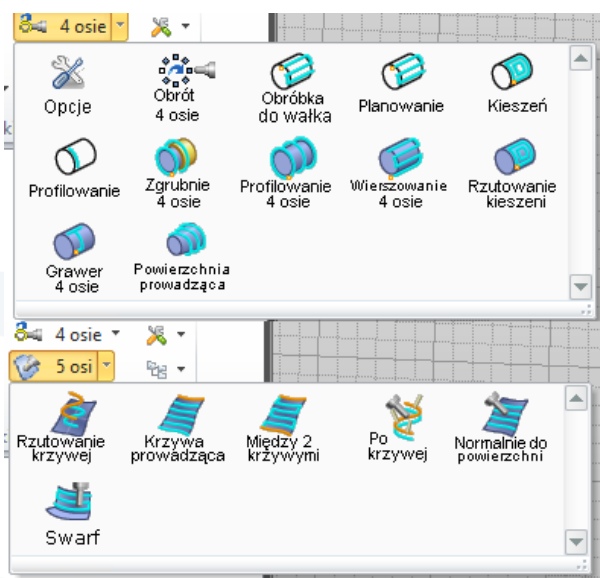 4 osie
Opcje
Obrót
4 osie
Obróbka
do wałka
Planowanie
Kieszeń
Profilowanie
Zgrubnie
4 osie
Profilowanie
4 osie
Wierszowanie
4 osie
Rzutowanie
kieszeni
Grawer
4 osie
Powierzchnia
prowadząca
4 osie
5 osi
Rzutowanie
krzywej
Krzywa
prowadząca
Między 2
krzywymi
Po
krzywej
Normalnie do
powierzchni
Swarf